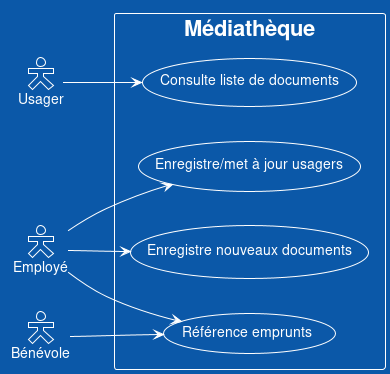 Médiathèque
Consulte liste de documents
Usager
Enregistre/met à jour usagers
Enregistre nouveaux documents
Employé
Référence emprunts
Bénévole